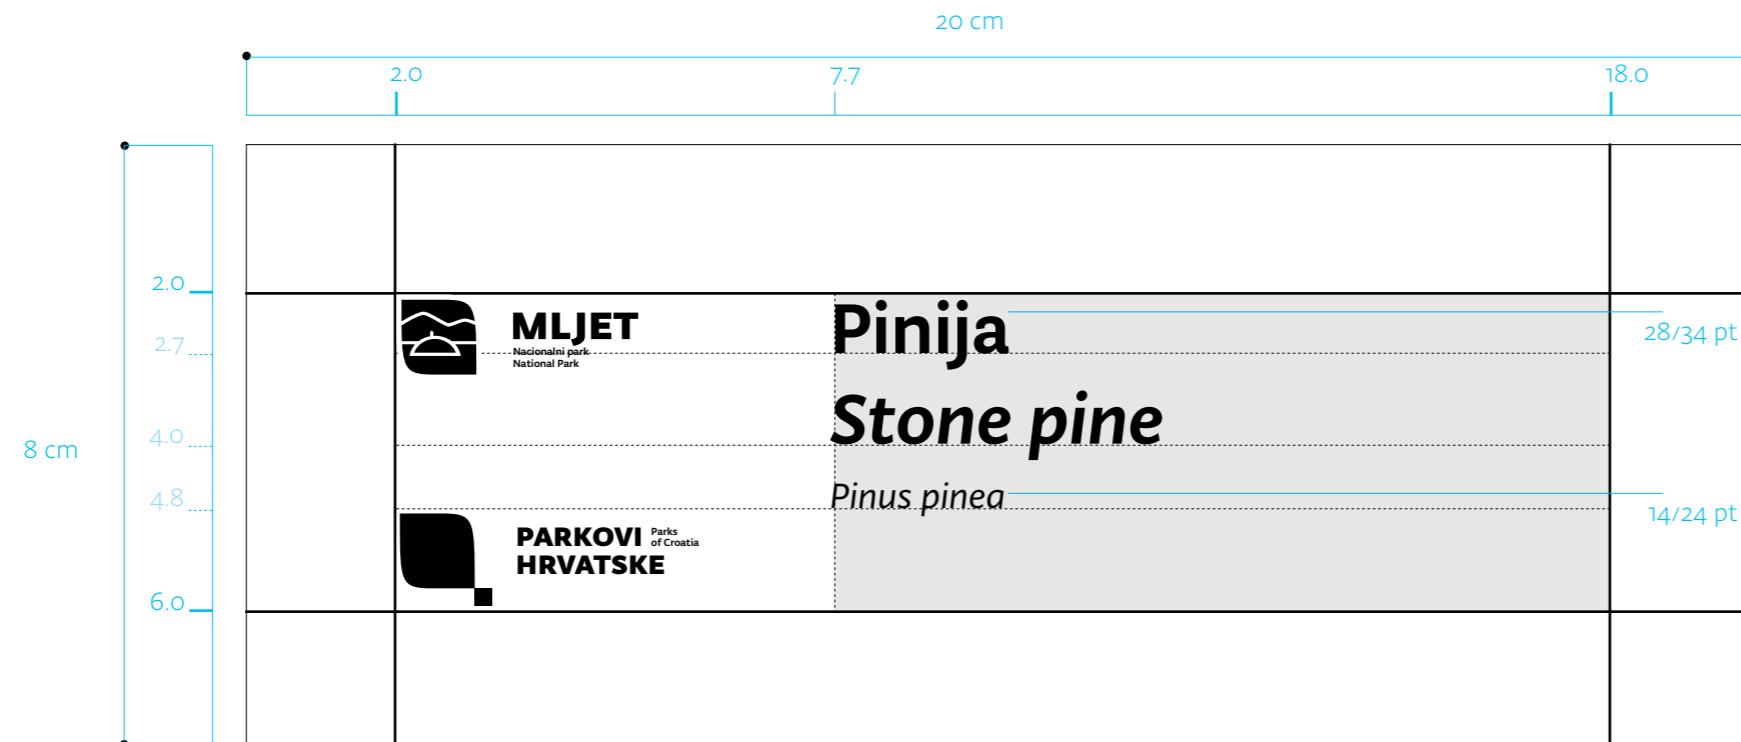 20 cm
2.0
7.7
18.0
8 cm
2.0
2.7
4.0
4.8
6.0
MLJET
Nacionalni park
National Park
Pinija
28/34 pt
Stone pine
Pinus pinea
14/24 pt
PARKOVI
HRVATSKE
Parks
of Croatia